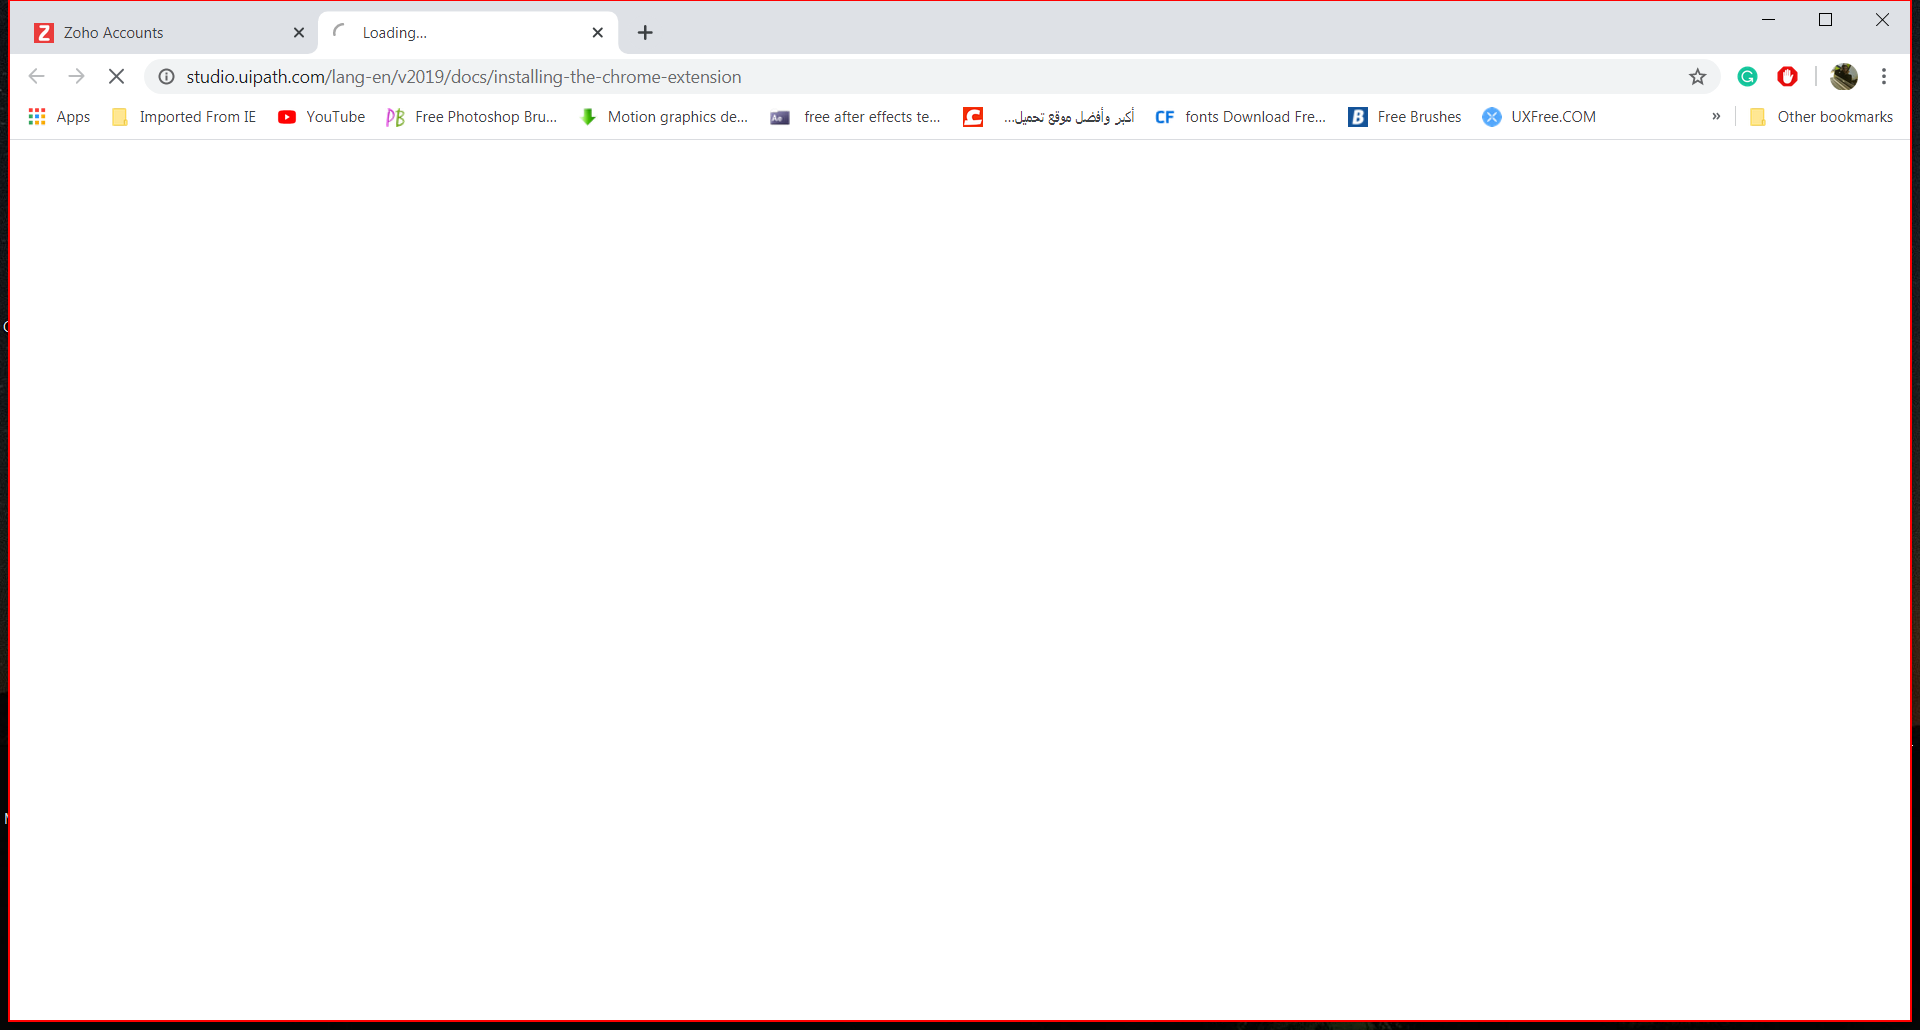 Zoho Accounts
Loading...
studio.uipath.com/lang-en/v2019/docs/installing-the-chrome-extension
Apps
Imported From IE
YouTube
Free Photoshop Bru...
Motion graphics de...
free after effects te...
أكبر وأفضل موقع تحميل...
CF
fonts Download Fre...
B
Free Brushes
UXFree.COM
»
Other bookmarks